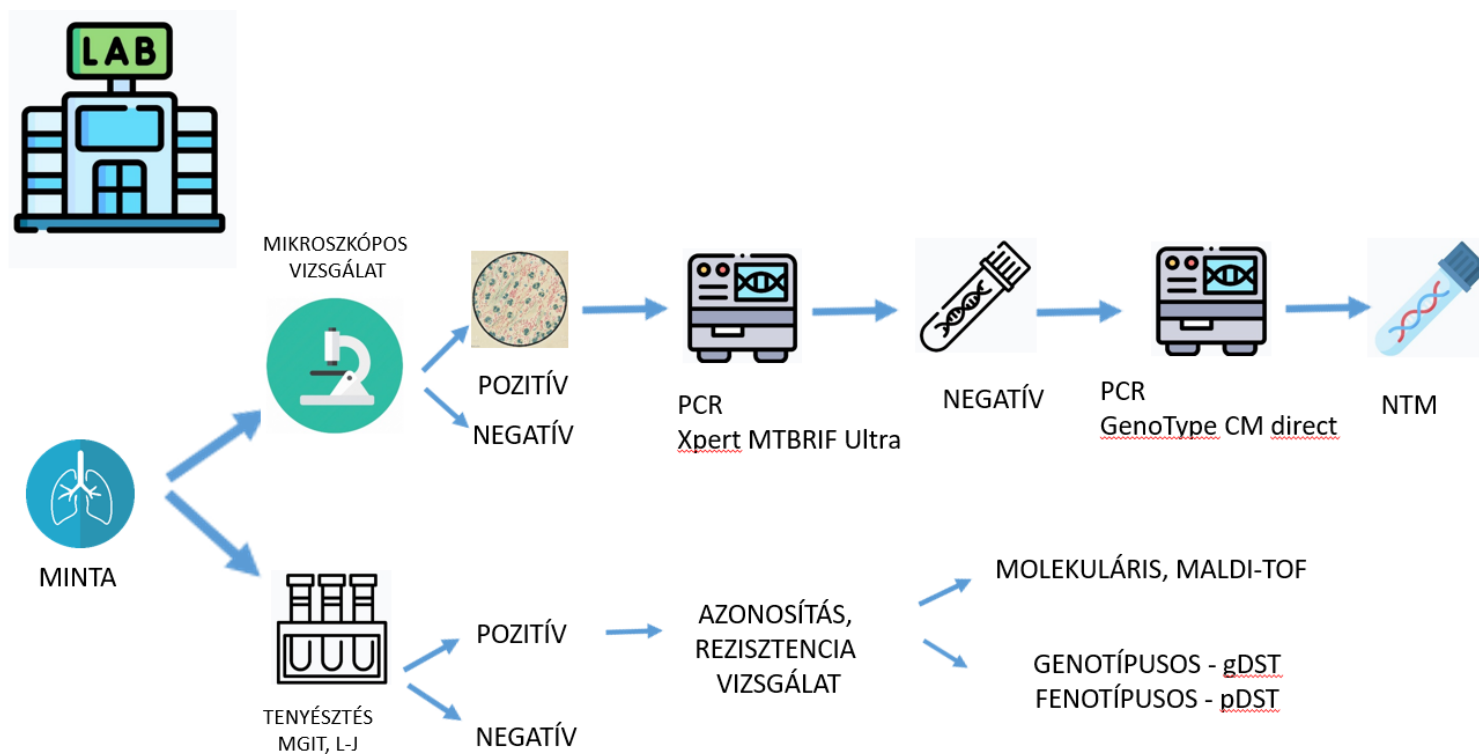 LAB
MIKROSZKÓPOS
VIZSGÁLAT
POZITÍV
NEGATÍV
PCR
Xpert MTBRIF Ultra
NEGATÍV
PCR
GenoType CM direct
NTM
MINTA
TENYÉSZTÉS
MGIT, L-J
POZITÍV
NEGATÍV
AZONOSÍTÁS,
REZISZTENCIA
VIZSGÁLAT
MOLEKULÁRIS, MALDI-TOF
GENOTÍPUSOS - gDST
FENOTÍPUSOS - pDST